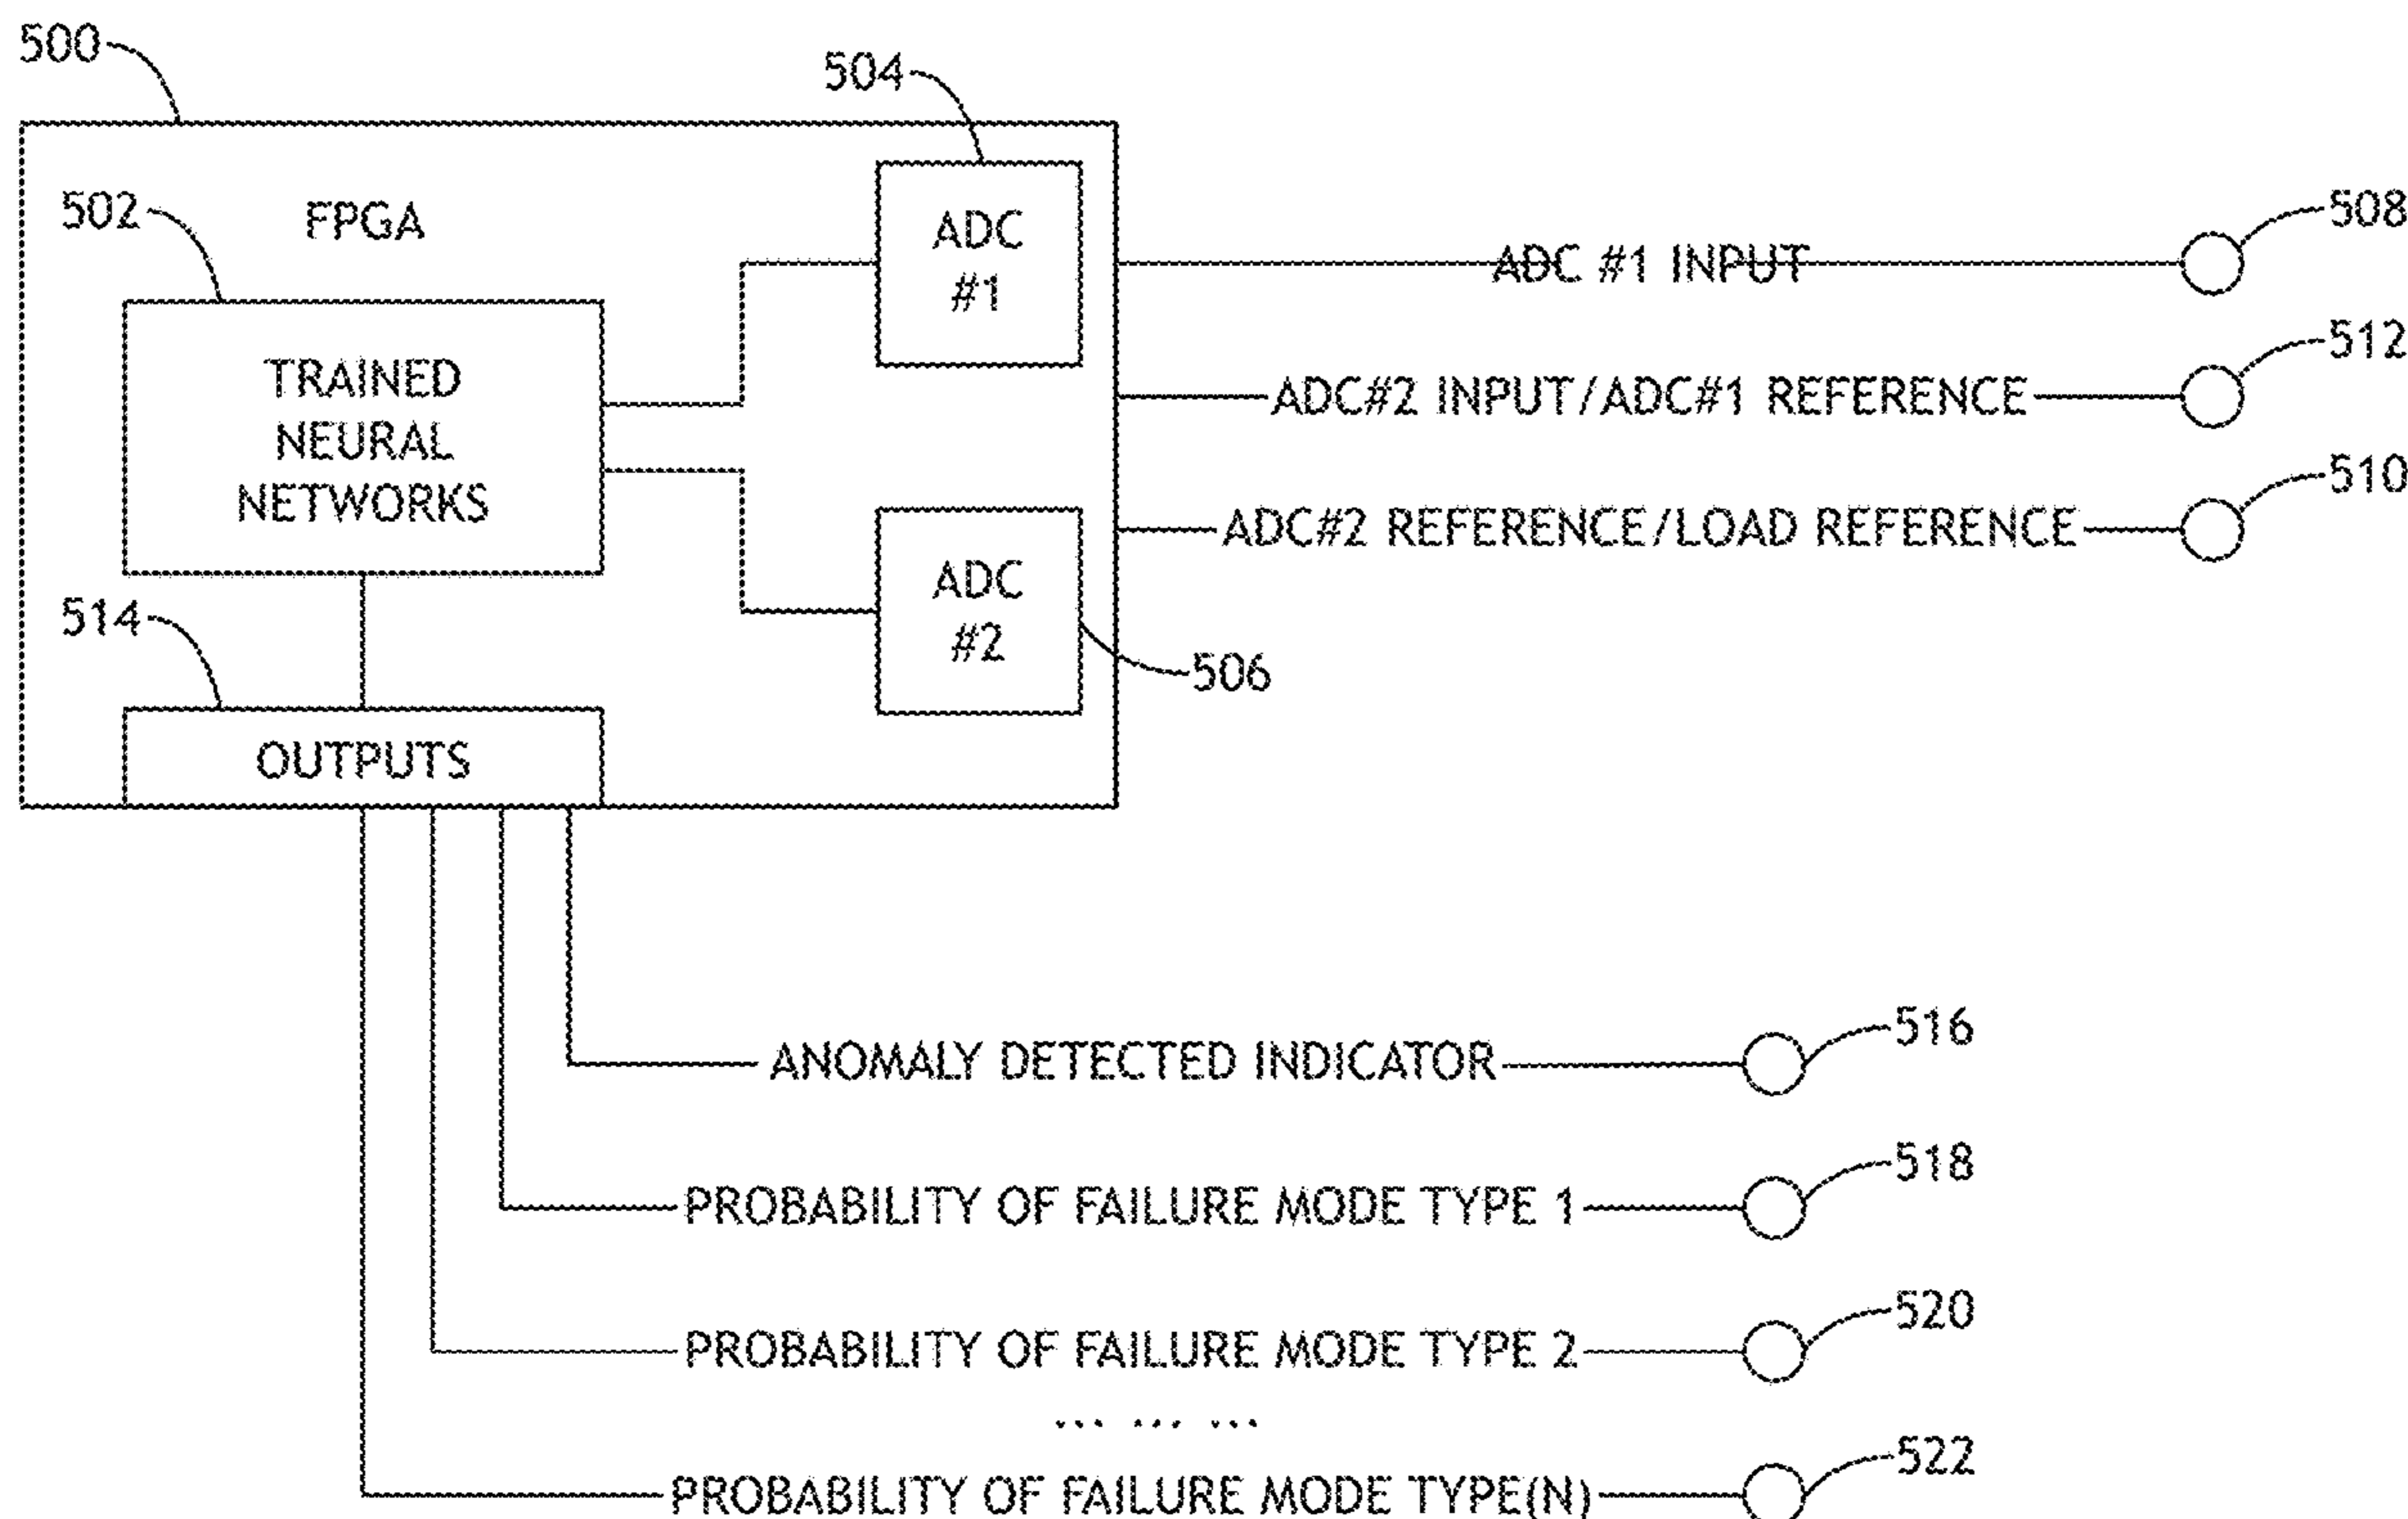 500
504
502
FPGA
ADC
#1
508
ADC #1 INPUT
512
TRAINED
NEURAL
NETWORKS
ADC#2 INPUT/ADC#1 REFERENCE
510
ADC#2 REFERENCE/LOAD REFERENCE
514
ADC
#2
506
OUTPUTS
516
ANOMALY DETECTED INDICATOR
518
PROBABILITY OF FAILURE MODE TYPE 1
520
PROBABILITY OF FAILURE MODE TYPE 2
... ... ...
522
PROBABILITY OF FAILURE MODE TYPE(N)